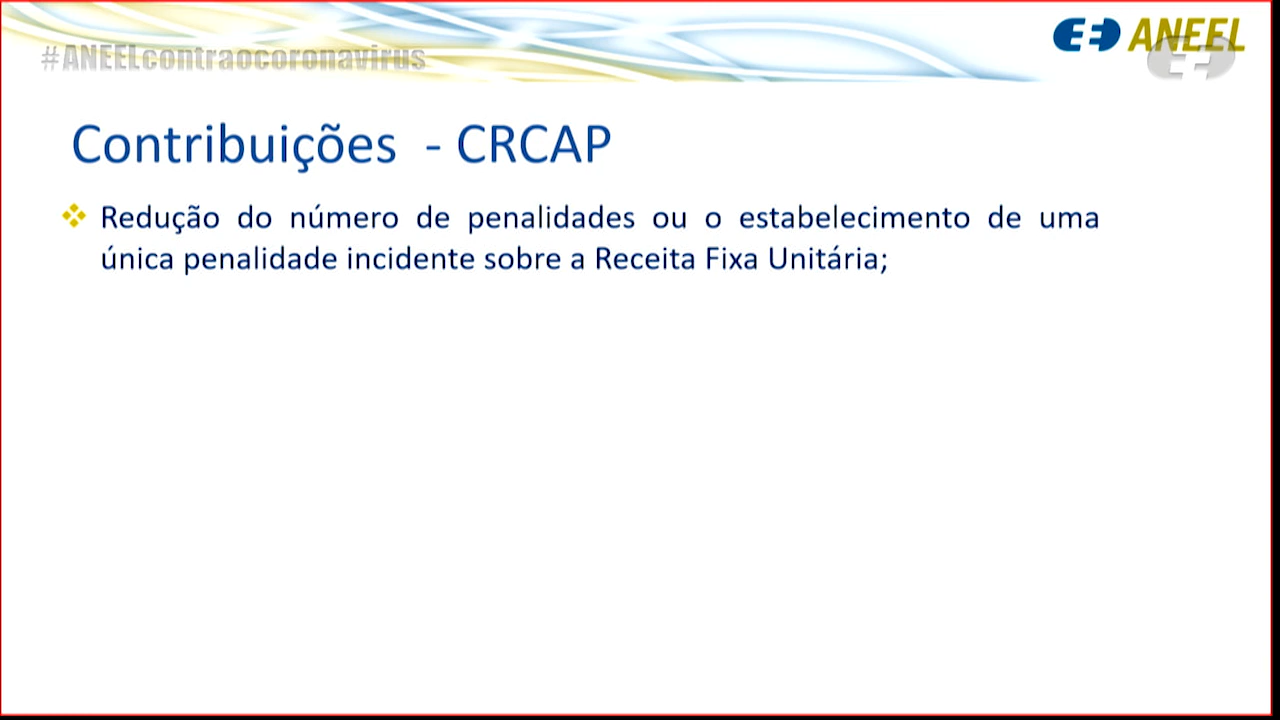 #ANEELcontraocoronavirus
ANEEL
Contribuições - CRCAP
Redução do número de penalidades ou o estabelecimento de uma
única penalidade incidente sobre a Receita Fixa Unitária;